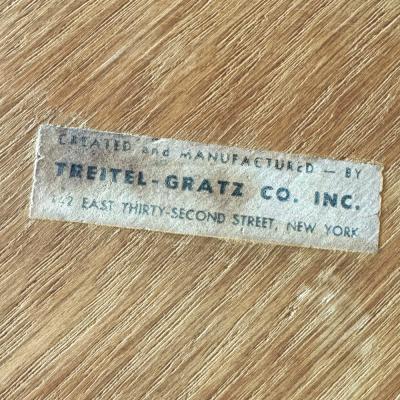 CREATED and MANUFACTURED — BY
TREITEL-GRATZ CO. INC.
EAST THIRTY-SECOND STREET, NEW YORK